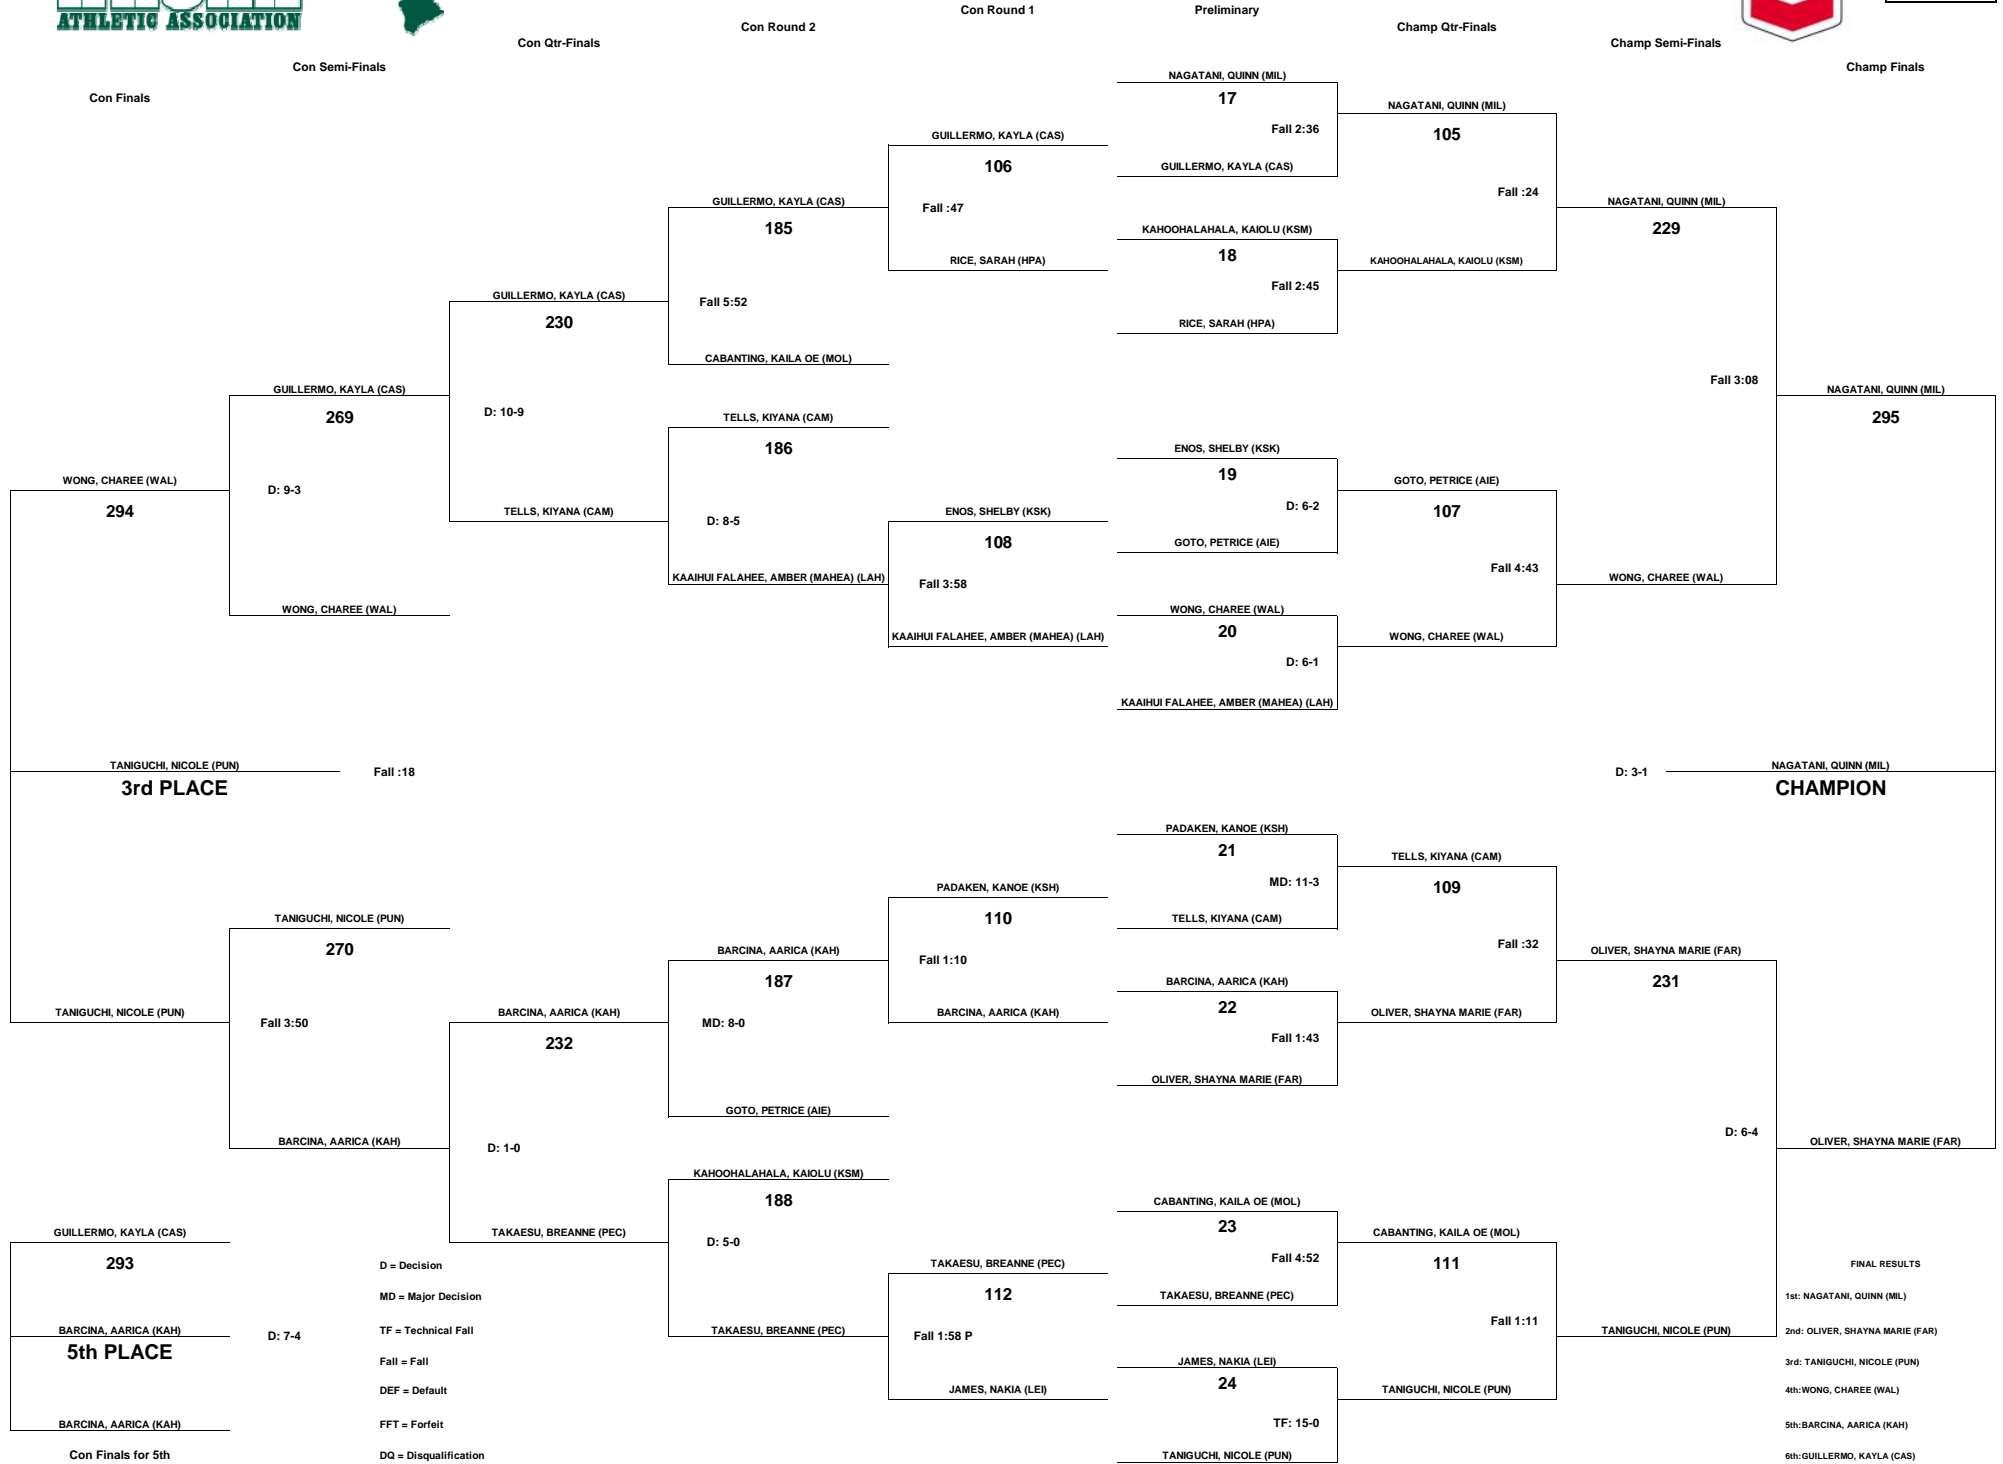 ATHLETIC ASSOCIATION
Con Finals
Con Semi-Finals
Con Qtr-Finals
Con Round 2
Con Round 1
Preliminary
Champ Qtr-Finals
Champ Semi-Finals
Champ Finals
WONG, CHAREE (WAL)
294
TANIGUCHI, NICOLE (PUN)
3rd PLACE
Fall :18
TANIGUCHI, NICOLE (PUN)
GUILLERMO, KAYLA (CAS)
293
BARCINA, AARICA (KAH)
5th PLACE
D: 7-4
BARCINA, AARICA (KAH)
Con Finals for 5th
GUILLERMO, KAYLA (CAS)
269
D: 9-3
WONG, CHAREE (WAL)
TANIGUCHI, NICOLE (PUN)
270
Fall 3:50
BARCINA, AARICA (KAH)
D = Decision
MD = Major Decision
TF = Technical Fall
Fall = Fall
DEF = Default
FFT = Forfeit
DQ = Disqualification
GUILLERMO, KAYLA (CAS)
230
D: 10-9
TELLS, KIYANA (CAM)
BARCINA, AARICA (KAH)
232
D: 1-0
TAKAESU, BREANNE (PEC)
GUILLERMO, KAYLA (CAS)
185
Fall 5:52
CABANTING, KAILA OE (MOL)
TELLS, KIYANA (CAM)
186
D: 8-5
KAAIHUI FALAHEE, AMBER (MAHEA) (LAH)
BARCINA, AARICA (KAH)
187
MD: 8-0
GOTO, PETRICE (AIE)
KAHOOHALAHALA, KAIOLU (KSM)
188
D: 5-0
TAKAESU, BREANNE (PEC)
GUILLERMO, KAYLA (CAS)
106
Fall :47
RICE, SARAH (HPA)
ENOS, SHELBY (KSK)
108
Fall 3:58
KAAIHUI FALAHEE, AMBER (MAHEA) (LAH)
PADAKEN, KANOE (KSH)
110
Fall 1:10
BARCINA, AARICA (KAH)
TAKAESU, BREANNE (PEC)
112
Fall 1:58 P
JAMES, NAKIA (LEI)
NAGATANI, QUINN (MIL)
17
Fall 2:36
GUILLERMO, KAYLA (CAS)
KAHOOHALAHALA, KAIOLU (KSM)
18
Fall 2:45
RICE, SARAH (HPA)
ENOS, SHELBY (KSK)
19
D: 6-2
GOTO, PETRICE (AIE)
WONG, CHAREE (WAL)
20
D: 6-1
KAAIHUI FALAHEE, AMBER (MAHEA) (LAH)
PADAKEN, KANOE (KSH)
21
MD: 11-3
TELLS, KIYANA (CAM)
BARCINA, AARICA (KAH)
22
Fall 1:43
OLIVER, SHAYNA MARIE (FAR)
CABANTING, KAILA OE (MOL)
23
Fall 4:52
TAKAESU, BREANNE (PEC)
JAMES, NAKIA (LEI)
24
TF: 15-0
TANIGUCHI, NICOLE (PUN)
NAGATANI, QUINN (MIL)
105
Fall :24
KAHOOHALAHALA, KAIOLU (KSM)
GOTO, PETRICE (AIE)
107
Fall 4:43
WONG, CHAREE (WAL)
TELLS, KIYANA (CAM)
109
Fall :32
OLIVER, SHAYNA MARIE (FAR)
CABANTING, KAILA OE (MOL)
111
Fall 1:11
TANIGUCHI, NICOLE (PUN)
NAGATANI, QUINN (MIL)
229
Fall 3:08
WONG, CHAREE (WAL)
OLIVER, SHAYNA MARIE (FAR)
231
D: 6-4
TANIGUCHI, NICOLE (PUN)
NAGATANI, QUINN (MIL)
295
D: 3-1
NAGATANI, QUINN (MIL)
CHAMPION
OLIVER, SHAYNA MARIE (FAR)
FINAL RESULTS
1st: NAGATANI, QUINN (MIL)
2nd: OLIVER, SHAYNA MARIE (FAR)
3rd: TANIGUCHI, NICOLE (PUN)
4th:WONG, CHAREE (WAL)
5th:BARCINA, AARICA (KAH)
6th:GUILLERMO, KAYLA (CAS)